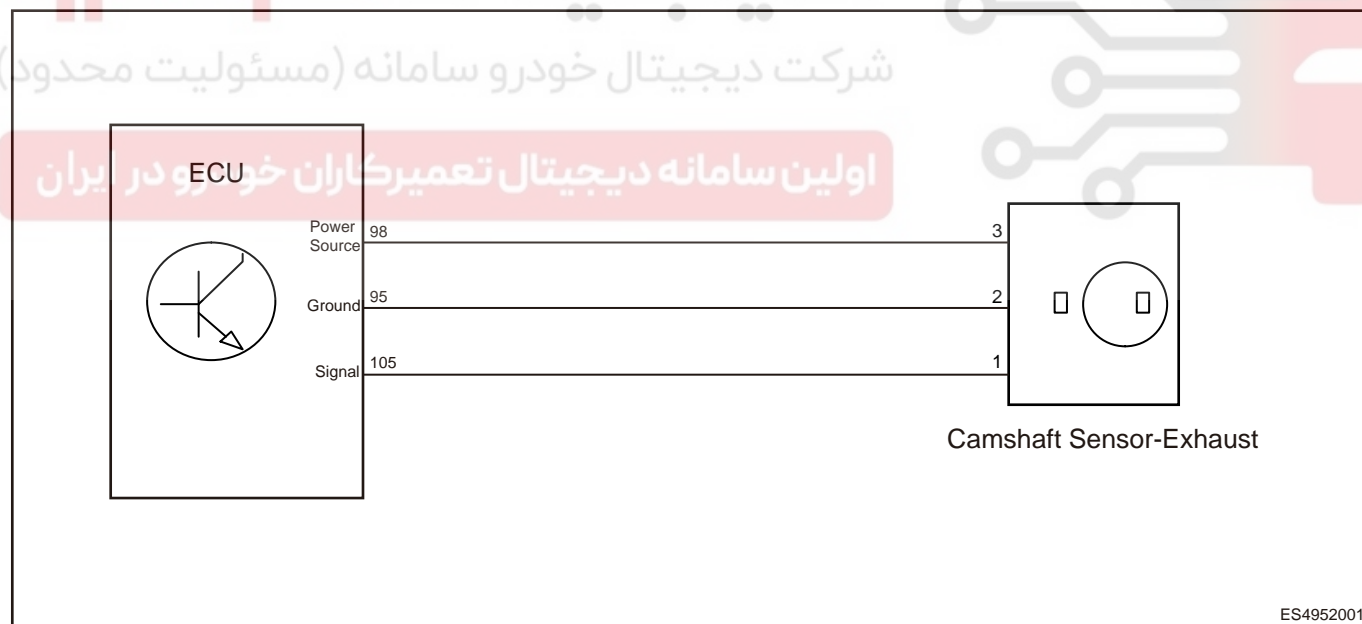 شرکت دیجیتال خودرو سامانه (مسئولیت محدود)
اولین سامانه دیجیتال تعمیرکاران خودرو در ایران
ECU
Power
Source
98
3
Ground
95
2
Signal
105
1
Camshaft Sensor-Exhaust
ES4952001